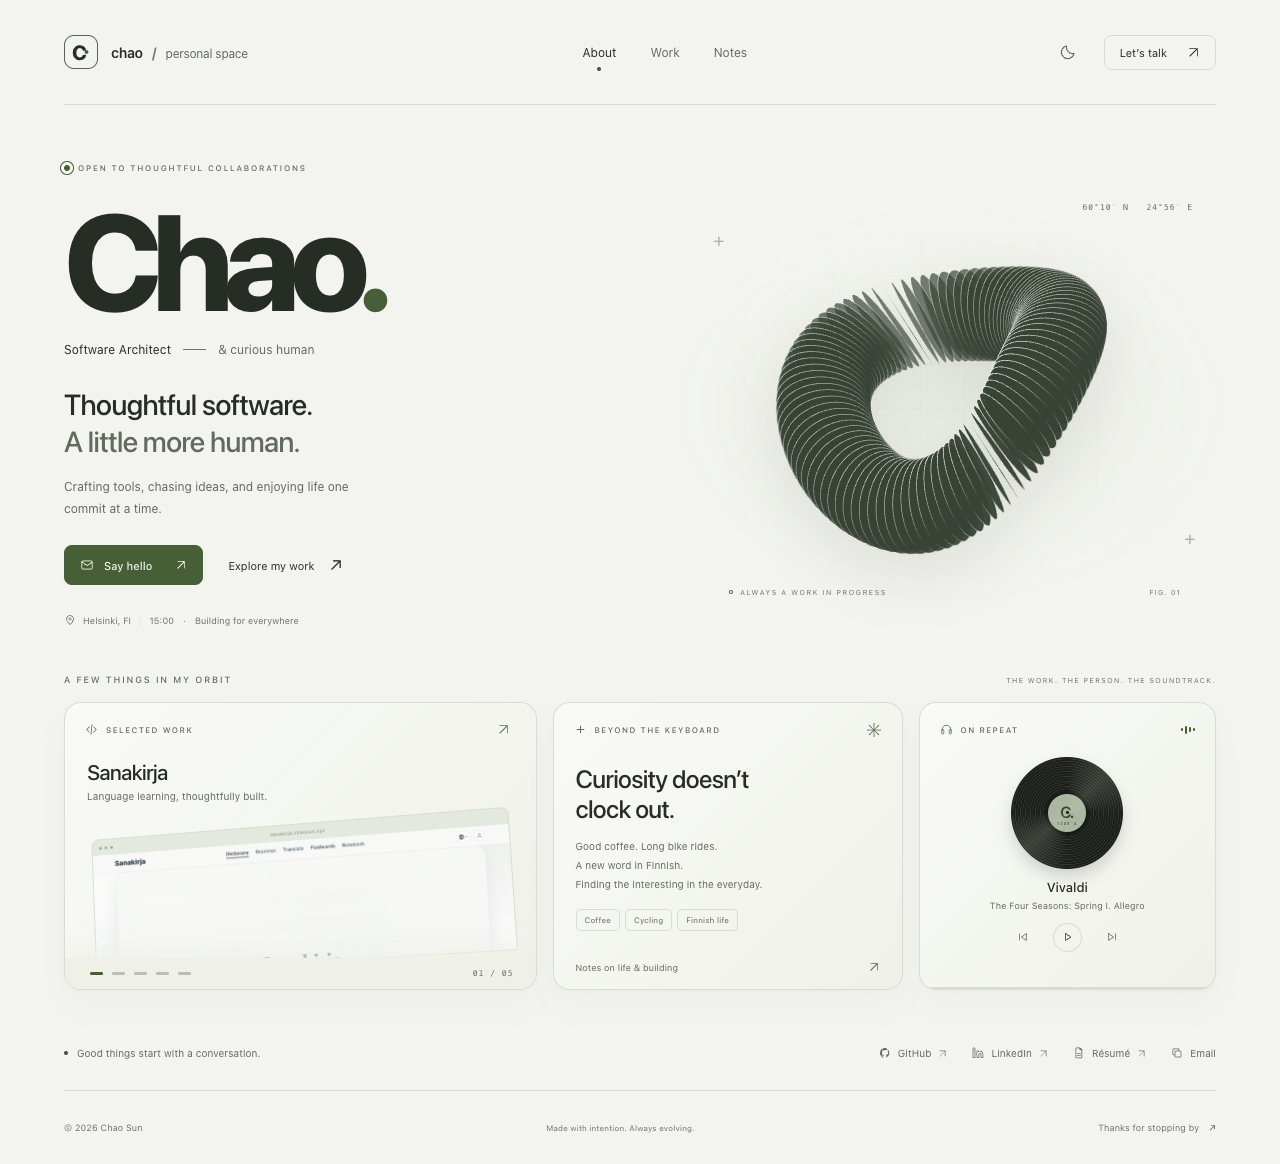 chao / personal space
About
Work
Notes
Let's talk
OPEN TO THOUGHTFUL COLLABORATIONS
60°10′ N 24°56′ E
Chao.
Software Architect — & curious human
Thoughtful software.
A little more human.
Crafting tools, chasing ideas, and enjoying life one
commit at a time.
Say hello
Explore my work
ALWAYS A WORK IN PROGRESS
FIG. 01
Helsinki, FI / 15:00 · Building for everywhere
A FEW THINGS IN MY ORBIT
THE WORK. THE PERSON. THE SOUNDTRACK.
SELECTED WORK
Sanakirja
Language learning, thoughtfully built.
Sanakirja
Dictionary
Translate
Flashcards
Notebook
01 / 05
BEYOND THE KEYBOARD
Curiosity doesn’t
clock out.
Good coffee. Long bike rides.
A new word in Finnish.
Finding the interesting in the everyday.
Coffee
Cycling
Finnish life
Notes on life & building
ON REPEAT
C.
SIDE A
Vivaldi
The Four Seasons: Spring I. Allegro
Good things start with a conversation.
GitHub
LinkedIn
Résumé
Email
© 2026 Chao Sun
Made with intention. Always evolving.
Thanks for stopping by